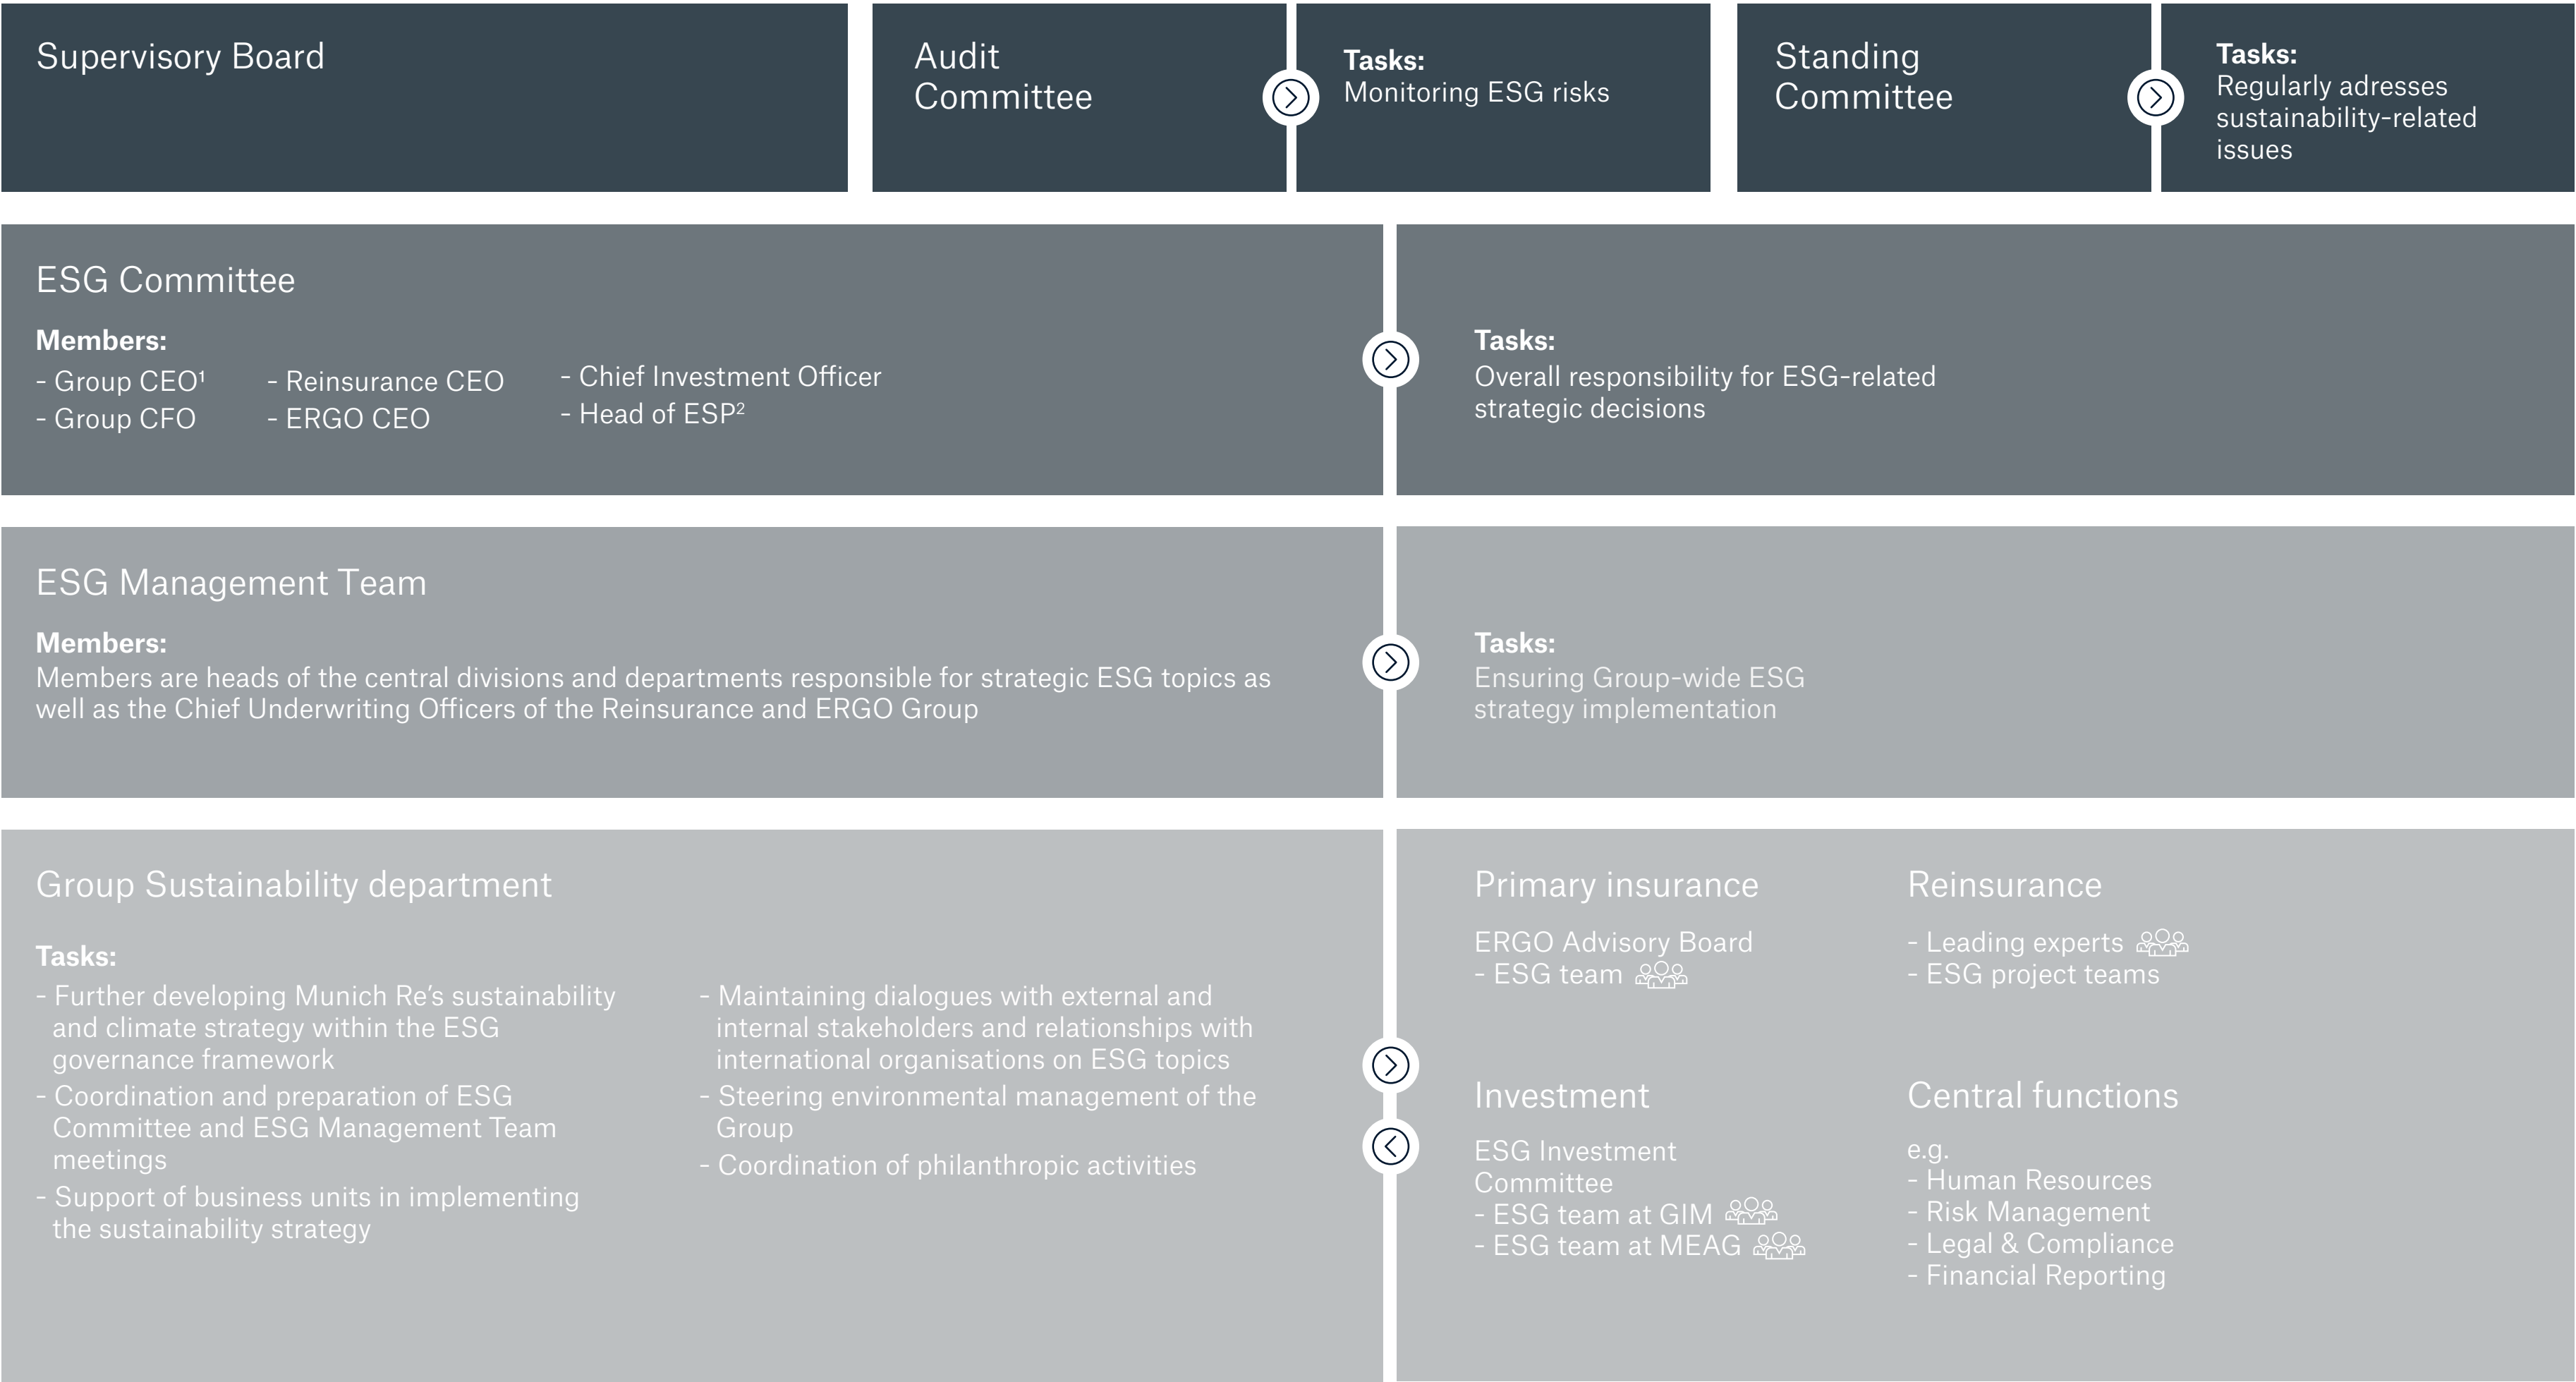 Supervisory Board
Audit
Committee
Tasks:
Monitoring ESG risks
Standing
Committee
Tasks:
Regularly adresses
sustainability-related
issues
ESG Committee
Members:
- Group CEO¹
- Group CFO
- Reinsurance CEO
- ERGO CEO
- Chief Investment Officer
- Head of ESP²
Tasks:
Overall responsibility for ESG-related
strategic decisions
ESG Management Team
Members:
Members are heads of the central divisions and departments responsible for strategic ESG topics as
well as the Chief Underwriting Officers of the Reinsurance and ERGO Group
Tasks:
Ensuring Group-wide ESG
strategy implementation
Group Sustainability department
Tasks:
- Further developing Munich Re’s sustainability
and climate strategy within the ESG
governance framework
- Coordination and preparation of ESG
Committee and ESG Management Team
meetings
- Support of business units in implementing
the sustainability strategy
- Maintaining dialogues with external and
internal stakeholders and relationships with
international organisations on ESG topics
- Steering environmental management of the
Group
- Coordination of philanthropic activities
Primary insurance
ERGO Advisory Board
- ESG team
Reinsurance
- Leading experts
- ESG project teams
Investment
ESG Investment
Committee
- ESG team at GIM
- ESG team at MEAG
Central functions
e.g.
- Human Resources
- Risk Management
- Legal & Compliance
- Financial Reporting